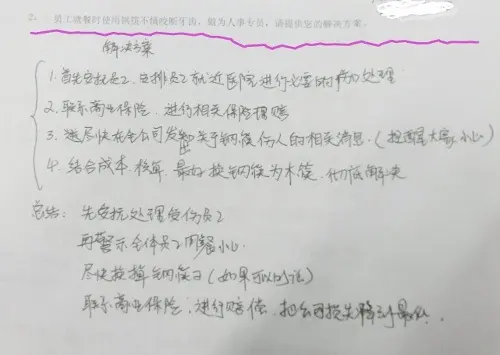 2、员工就餐时使用钢筷不慎咬断牙齿，做为人事专员，请提供您的解决方案。
解决方案
1.首先安抚员工，安排员工就近医院进行必要的伤口处理
2.联系商业保险，进行相关保险报赔
3.尽快在全公司发出关于钢筷伤人的相关消息.（提醒大家小心）
4.结合成本核算，最好换钢筷为木筷，彻底解决
总结：先安抚处理受伤员工
再警示全体员工用餐小心.
尽快换掉钢筷子（如果可以的话）
联系商业保险，进行赔偿，把公司损失降到最低.